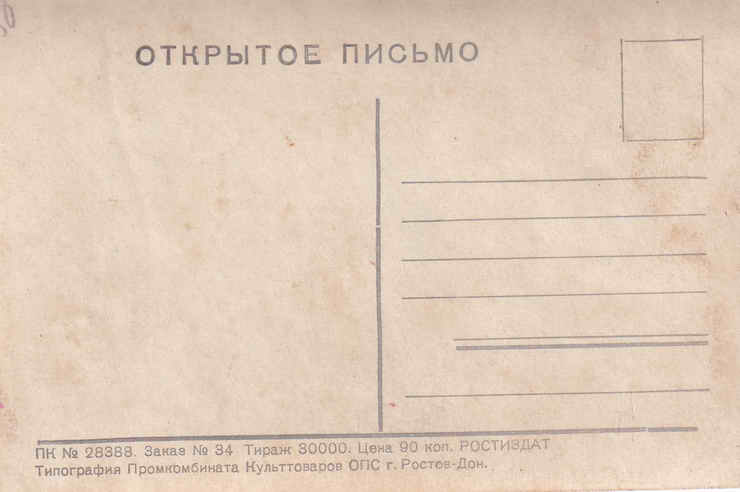 ОТКРЫТОЕ ПИСЬМО
ПК № 28388. Заказ № 34 Тираж 30000. Цена 90 коп. РОСТИЗДАТ
Типография Промкомбината Культтоваров ОПС г. Ростов-Дон.